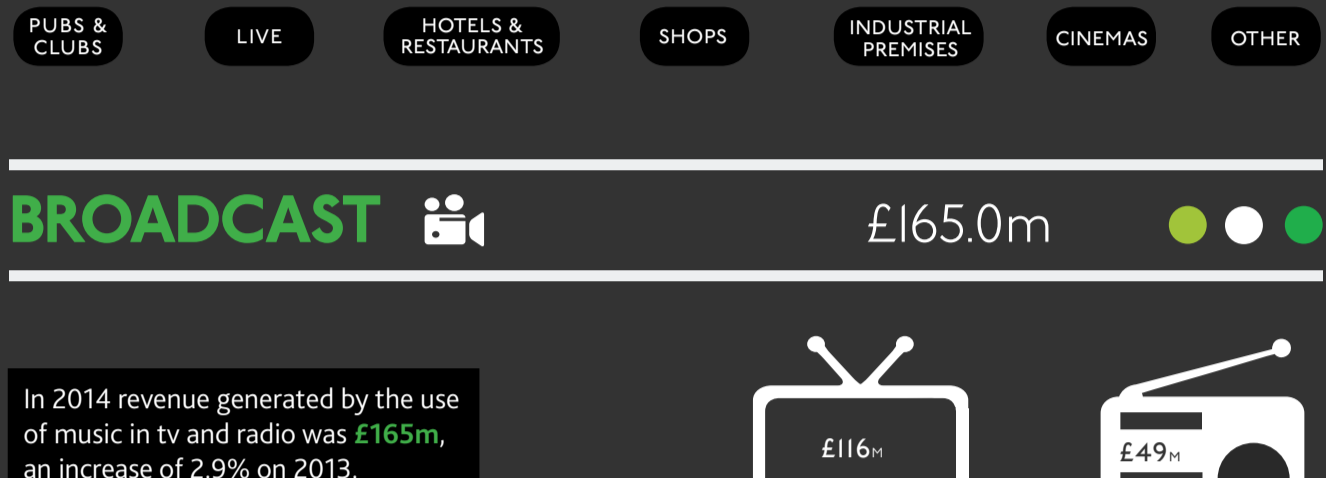 PUBS &
CLUBS
LIVE
HOTELS &
RESTAURANTS
SHOPS
INDUSTRIAL
PREMISES
CINEMAS
OTHER
BROADCAST
£165.0m
In 2014 revenue generated by the use
of music in tv and radio was £165m,
an increase of 2.9% on 2013.
£116M
£49M